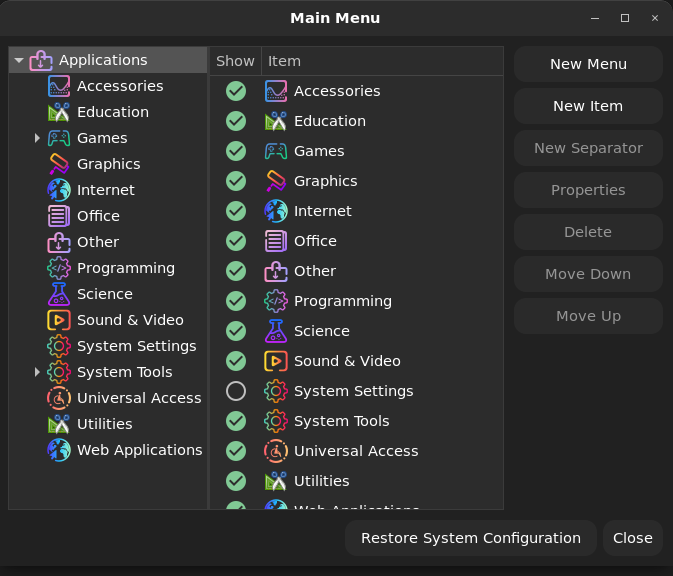 Main Menu
Applications
Accessories
Education
Games
Graphics
Internet
Office
Other
Programming
Science
Sound & Video
System Settings
System Tools
Universal Access
Utilities
Web Applications
Show Item
Accessories
Education
Games
Graphics
Internet
Office
Other
Programming
Science
Sound & Video
System Settings
System Tools
Universal Access
Utilities
Web Applications
New Menu
New Item
New Separator
Properties
Delete
Move Down
Move Up
Restore System Configuration
Close